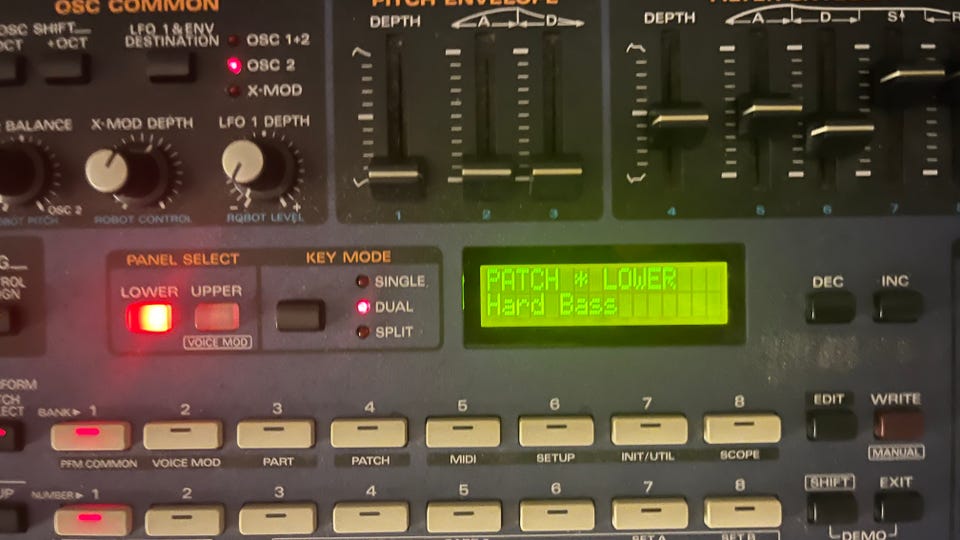 OSC COMMON
OSC SHIFT
+OCT
LFO 1 & ENV
DESTINATION
OSC 1+2
OSC 2
X-MOD
BALANCE
X-MOD DEPTH
LFO 1 DEPTH
OSC 2
ROBOT CONTROL
ROBOT LEVEL
PITCH ENVELOPE
DEPTH
A
D
1
2
3
DEPTH
A
D
S
R
4
5
6
7
PANEL SELECT
LOWER
UPPER
VOICE MOD
KEY MODE
SINGLE
DUAL
SPLIT
PATCH * LOWER
Hard Bass
DEC
INC
BANK▶ 1 2 3 4 5 6 7 8
PFM COMMON
VOICE MOD
PART
PATCH
MIDI
SETUP
INIT/UTIL
SCOPE
EDIT
WRITE
MANUAL
NUMBER▶ 1 2 3 4 5 6 7 8
SHIFT
EXIT
DEMO